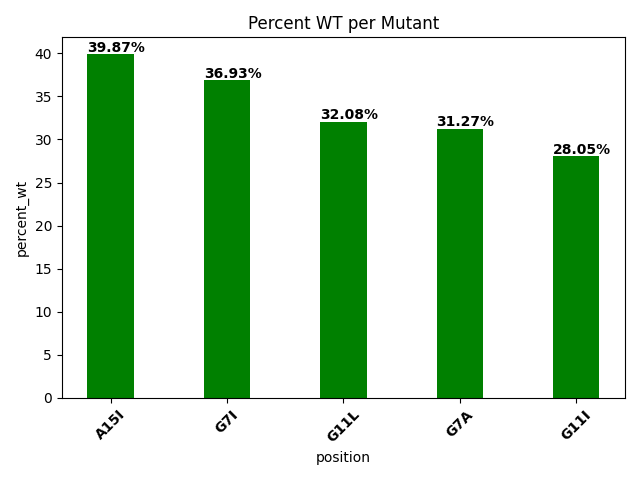 Percent WT per Mutant
39.87%
36.93%
32.08%
31.27%
28.05%
percent_wt
40
35
30
25
20
15
10
5
0
A15I
G7I
G11L
G7A
G11I
position